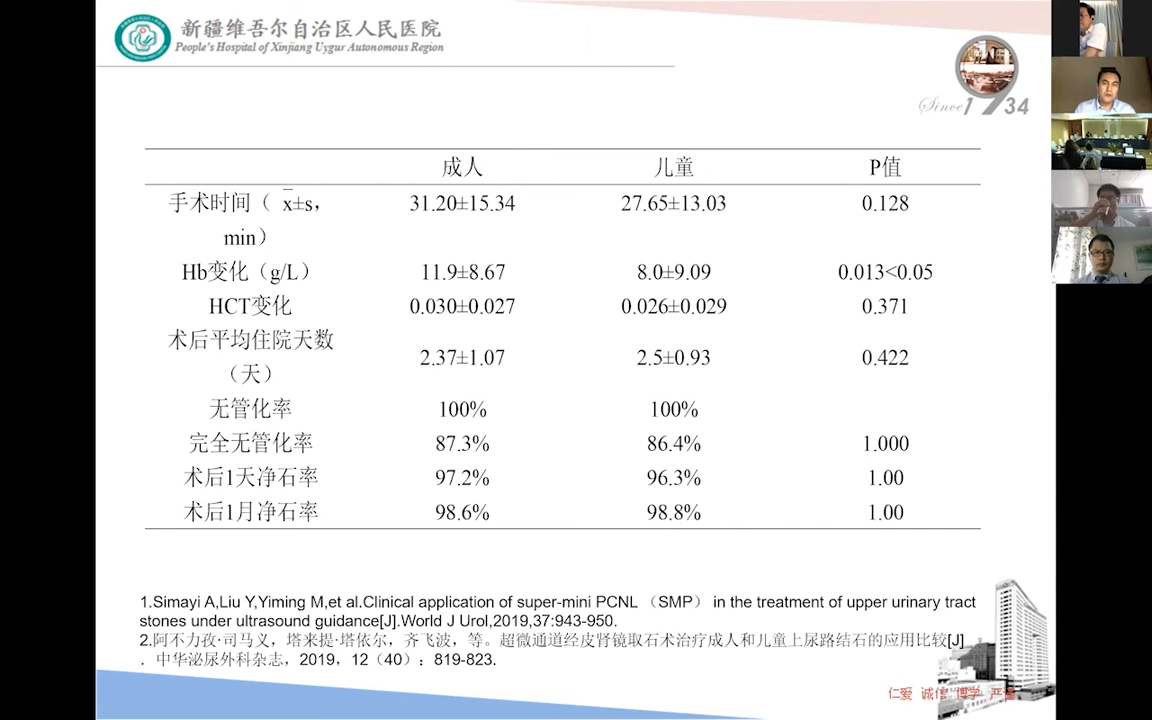 新疆维吾尔自治区人民医院
People's Hospital of Xinjiang Uygur Autonomous Region
Since 1934
成人 儿童 P值
手术时间（ x̄±s， 31.20±15.34 27.65±13.03 0.128
min）
Hb变化（g/L） 11.9±8.67 8.0±9.09 0.013<0.05
HCT变化 0.030±0.027 0.026±0.029 0.371
术后平均住院天数
（天） 2.37±1.07 2.5±0.93 0.422
无管化率 100% 100%
完全无管化率 87.3% 86.4% 1.000
术后1天净石率 97.2% 96.3% 1.00
术后1月净石率 98.6% 98.8% 1.00
1.Simayi A,Liu Y,Yiming M,et al.Clinical application of super-mini PCNL （SMP） in the treatment of upper urinary tract
stones under ultrasound guidance[J].World J Urol,2019,37:943-950.
2.阿不力孜·司马义，塔来提·塔依尔，齐飞波，等。超微通道经皮肾镜取石术治疗成人和儿童上尿路结石的应用比较[J]
．中华泌尿外科杂志，2019，12（40）：819-823.
仁爱 诚信 博学